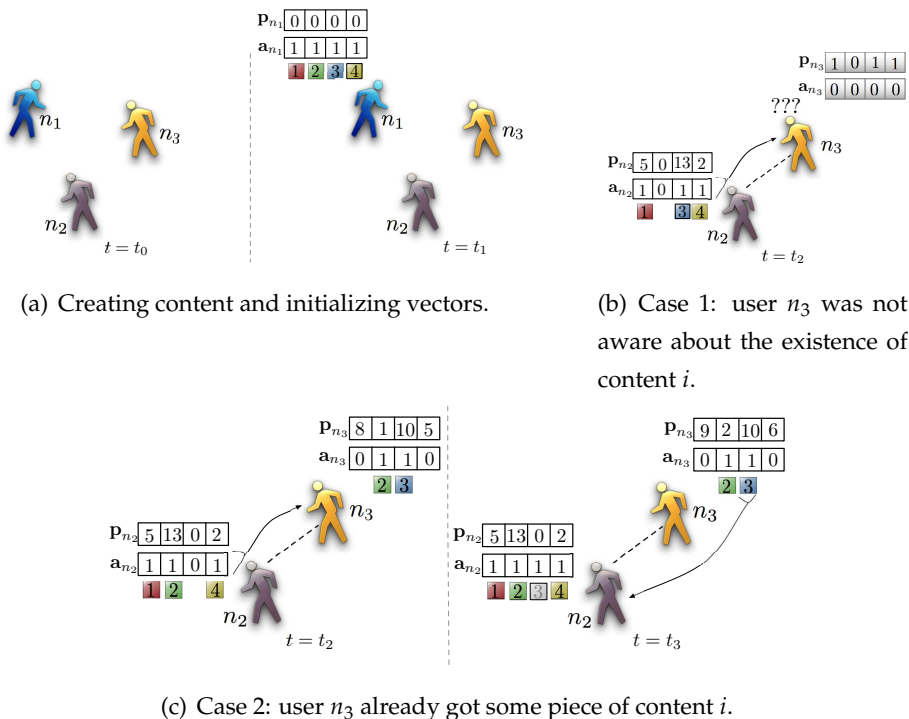 p_{n_1} 0 0 0 0
a_{n_1} 1 1 1 1
1 2 3 4
n_1
n_3
n_2
t = t_0
n_1
n_3
n_2
t = t_1
(a) Creating content and initializing vectors.
p_{n_3} 1 0 1 1
a_{n_3} 0 0 0 0
???
n_3
p_{n_2} 5 0 13 2
a_{n_2} 1 0 1 1
1 3 4
n_2
t = t_2
(b) Case 1: user n_3 was not
aware about the existence of
content i.
p_{n_3} 8 1 10 5
a_{n_3} 0 1 1 0
2 3
n_3
p_{n_2} 5 13 0 2
a_{n_2} 1 1 0 1
1 2 4
n_2
t = t_2
p_{n_3} 9 2 10 6
a_{n_3} 0 1 1 0
2 3
n_3
p_{n_2} 5 13 0 2
a_{n_2} 1 1 1 1
1 2 3 4
n_2
t = t_3
(c) Case 2: user n_3 already got some piece of content i.